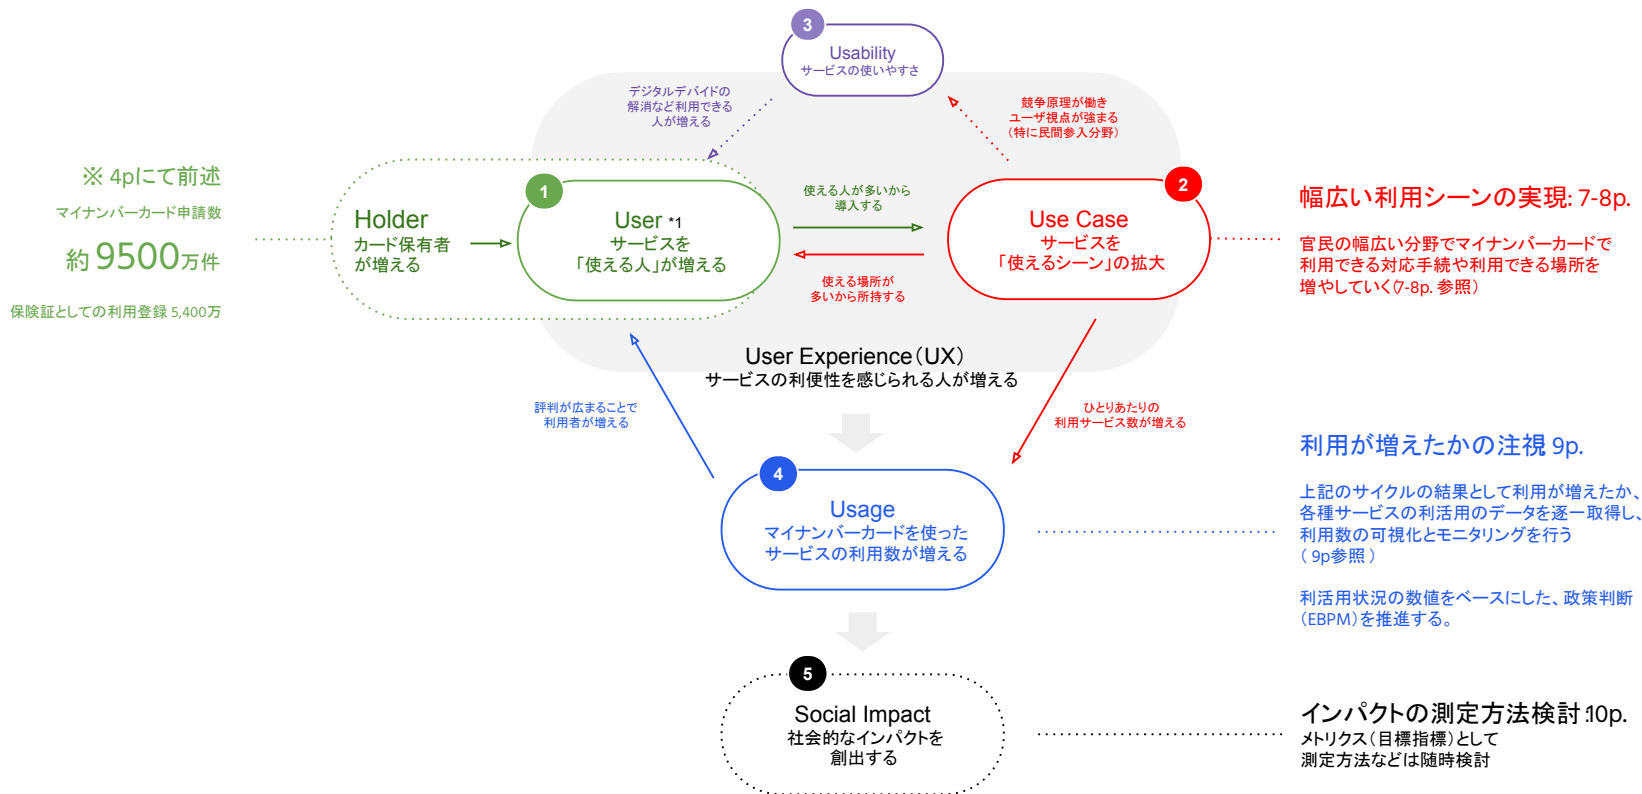 3
Usability
サービスの使いやすさ
デジタルデバイドの
解消など利用できる
人が増える
競争原理が働き
ユーザ視点が強まる
（特に民間参入分野）
※ 4pにて前述
マイナンバーカード申請数
約 9500万件
保険証としての利用登録 5,400万
Holder
カード保有者
が増える
1
User *1
サービスを
「使える人」が増える
使える人が多いから
導入する
使える場所が
多いから所持する
2
Use Case
サービスを
「使えるシーン」の拡大
幅広い利用シーンの実現: 7-8p.
官民の幅広い分野でマイナンバーカードで
利用できる対応手続や利用できる場所を
増やしていく（7-8p. 参照）
User Experience（UX）
サービスの利便性を感じられる人が増える
評判が広まることで
利用者が増える
ひとりあたりの
利用サービス数が増える
4
Usage
マイナンバーカードを使った
サービスの利用数が増える
利用が増えたかの注視: 9p.
上記のサイクルの結果として利用が増えたか、
各種サービスの利活用のデータを逐一取得し、
利用数の可視化とモニタリングを行う
（ 9p参照 ）
利活用状況の数値をベースにした、政策判断
（EBPM）を推進する。
5
Social Impact
社会的なインパクトを
創出する
インパクトの測定方法検討:10p.
メトリクス（目標指標）として
測定方法などは随時検討